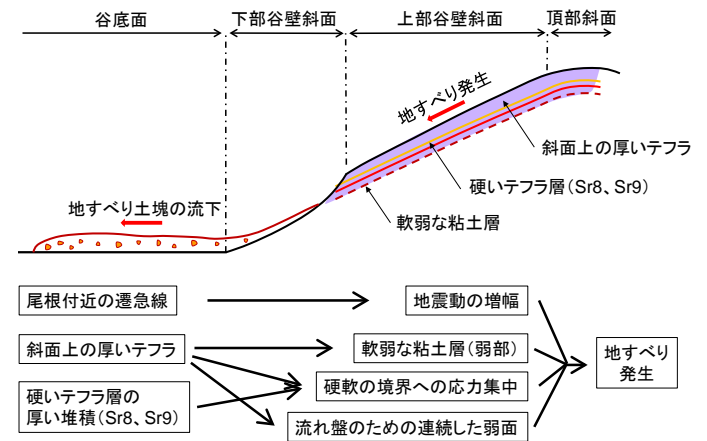 谷底面
下部谷壁斜面
上部谷壁斜面
頂部斜面
地すべり発生
斜面上の厚いテフラ
硬いテフラ層(Sr8、Sr9)
軟弱な粘土層
地すべり土塊の流下
尾根付近の遷急線
地震動の増幅
斜面上の厚いテフラ
軟弱な粘土層(弱部)
地すべり
発生
硬いテフラ層の
厚い堆積(Sr8、Sr9)
硬軟の境界への応力集中
流れ盤のための連続した弱面